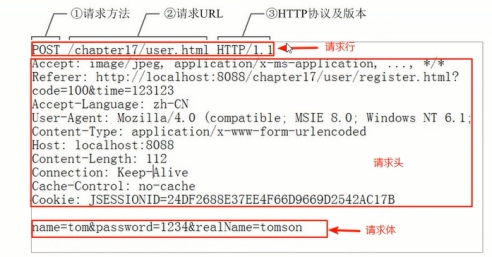 ①请求方法 ②请求URL ③HTTP协议及版本
POST /chapter17/user.html HTTP/1.1 请求行
Accept: image/jpeg, application/x-ms-application, ..., */*
Referer: http://localhost:8088/chapter17/user/register.html?
code=100&time=123123
Accept-Language: zh-CN
User-Agent: Mozilla/4.0 (compatible; MSIE 8.0; Windows NT 6.1;
Content-Type: application/x-www-form-urlencoded
Host: localhost:8088
Content-Length: 112
请求头
Connection: Keep-Alive
Cache-Control: no-cache
Cookie: JSESSIONID=24DF2688E37EE4F66D9669D2542AC17B
name=tom&password=1234&realName=tomson 请求体